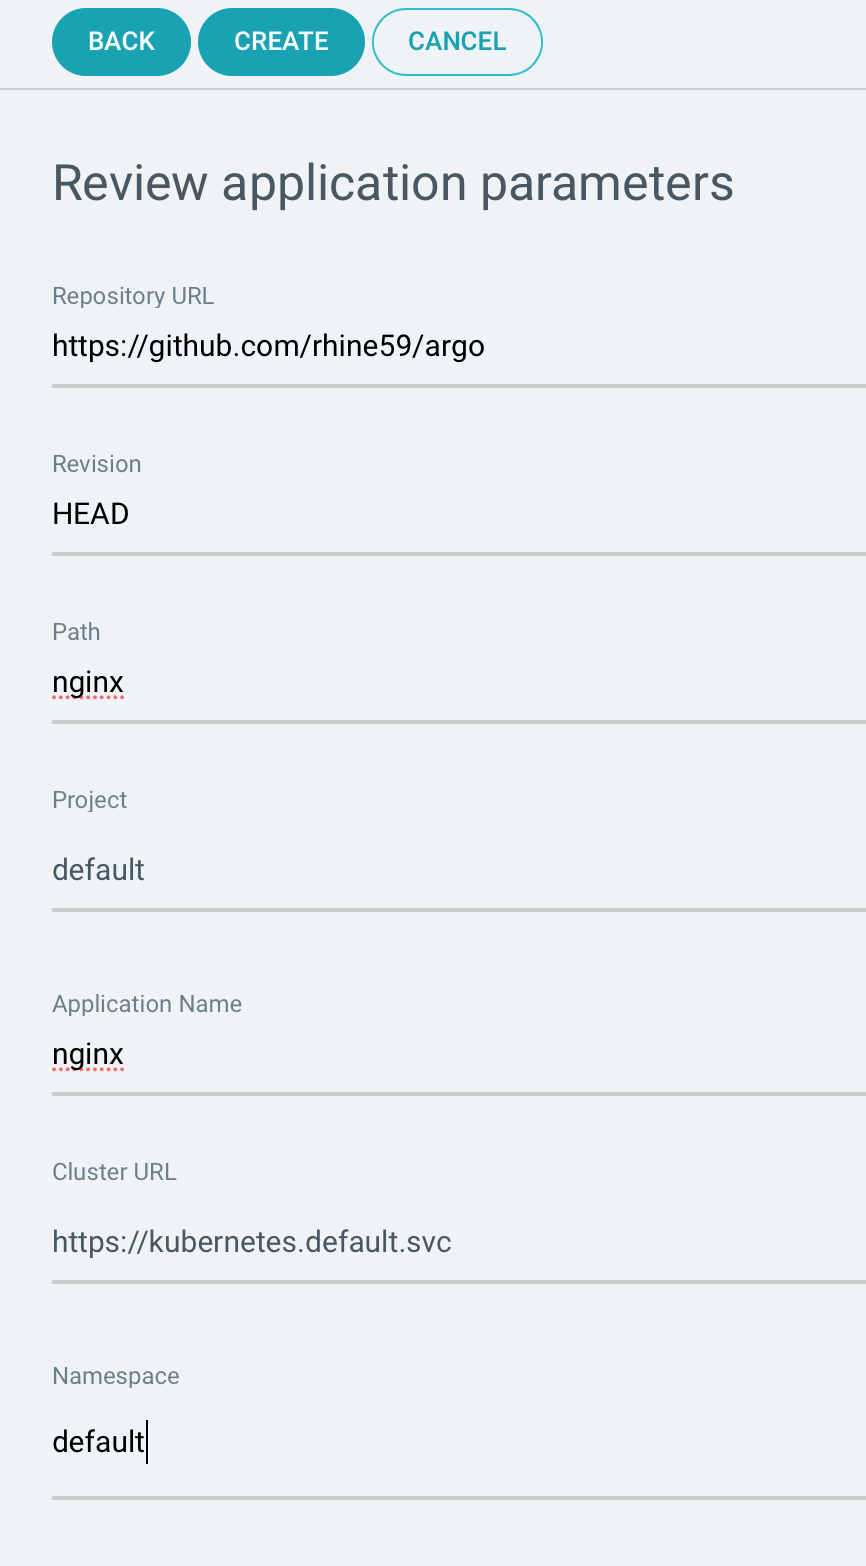 BACK CREATE CANCEL
Review application parameters
Repository URL
https://github.com/rhine59/argo
Revision
HEAD
Path
nginx
Project
default
Application Name
nginx
Cluster URL
https://kubernetes.default.svc
Namespace
default